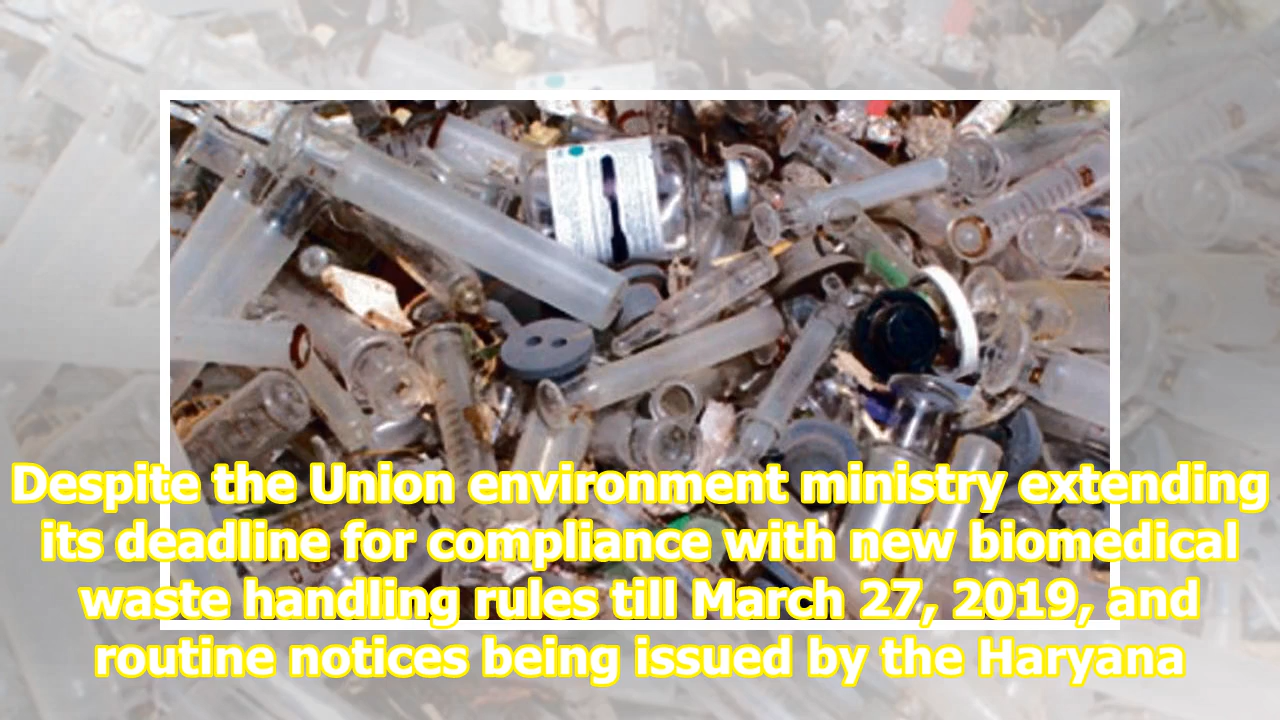 Despite the Union environment ministry extending
its deadline for compliance with new biomedical
waste handling rules till March 27, 2019, and
routine notices being issued by the Haryana